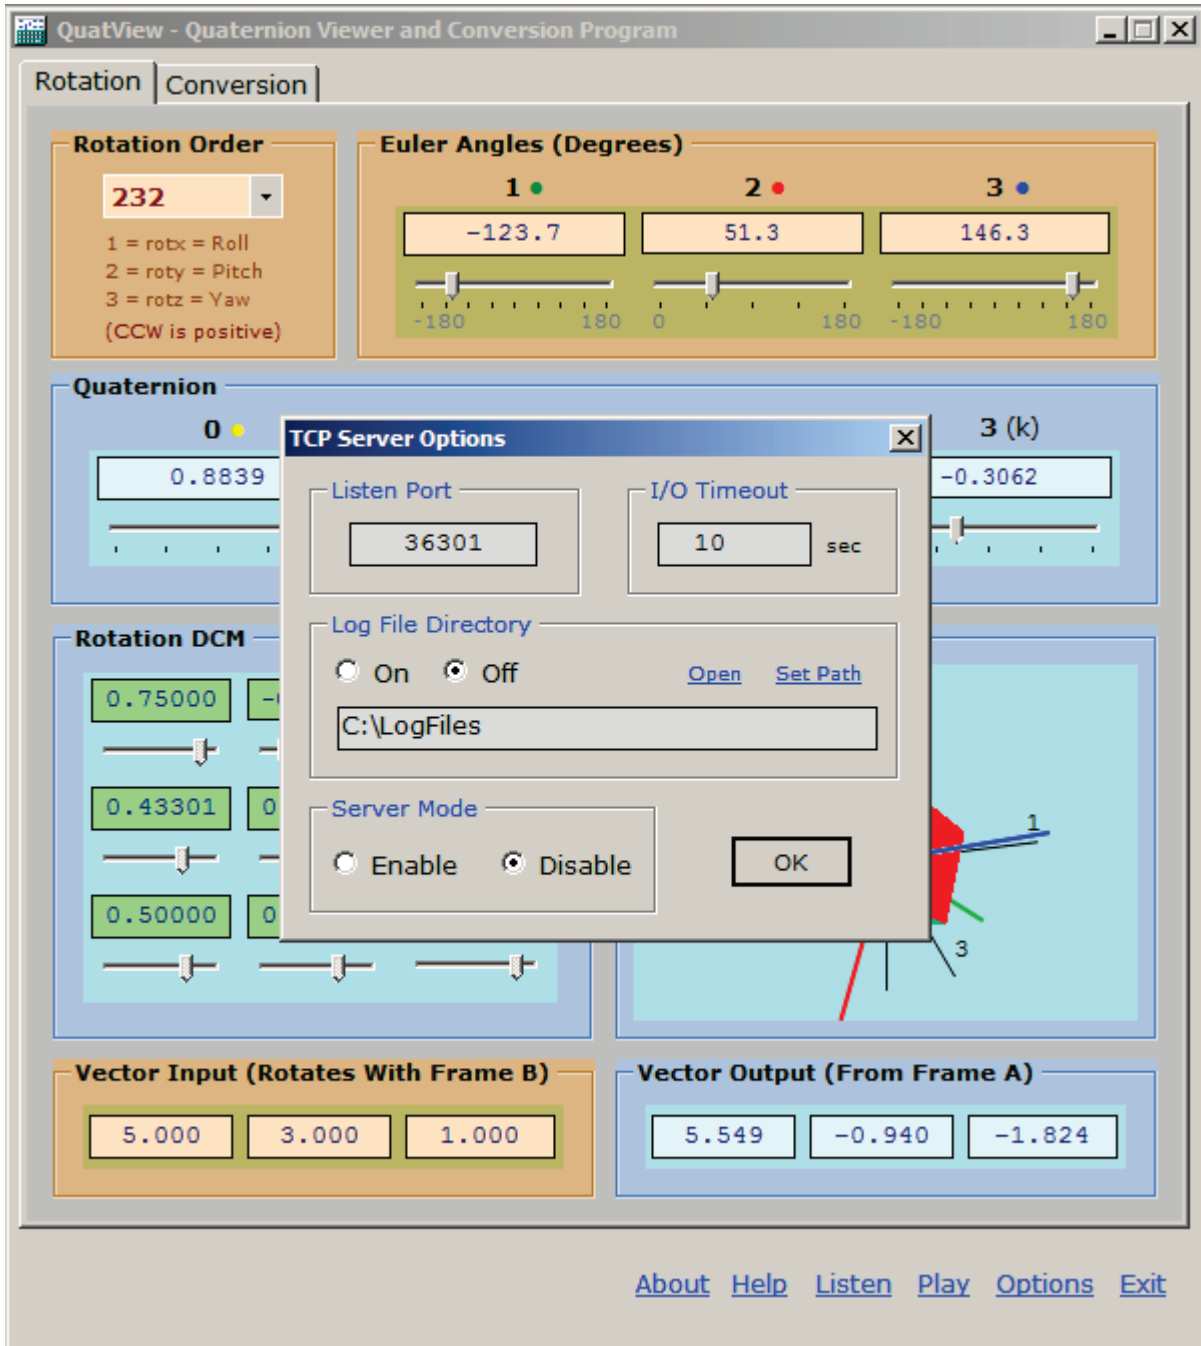 QuatView - Quaternion Viewer and Conversion Program
Rotation Conversion
Rotation Order
232
1 = rotx = Roll
2 = roty = Pitch
3 = rotz = Yaw
(CCW is positive)
Euler Angles (Degrees)
1 2 3
-123.7 51.3 146.3
-180 180 0 180 -180 180
Quaternion
0 3 (k)
0.8839 -0.3062
TCP Server Options
Listen Port
36301
I/O Timeout
10 sec
Log File Directory
On Off Open Set Path
C:\LogFiles
Server Mode
Enable Disable
OK
Rotation DCM
0.75000 -
0.43301 0
0.50000 0
1
3
Vector Input (Rotates With Frame B)
5.000 3.000 1.000
Vector Output (From Frame A)
5.549 -0.940 -1.824
About Help Listen Play Options Exit